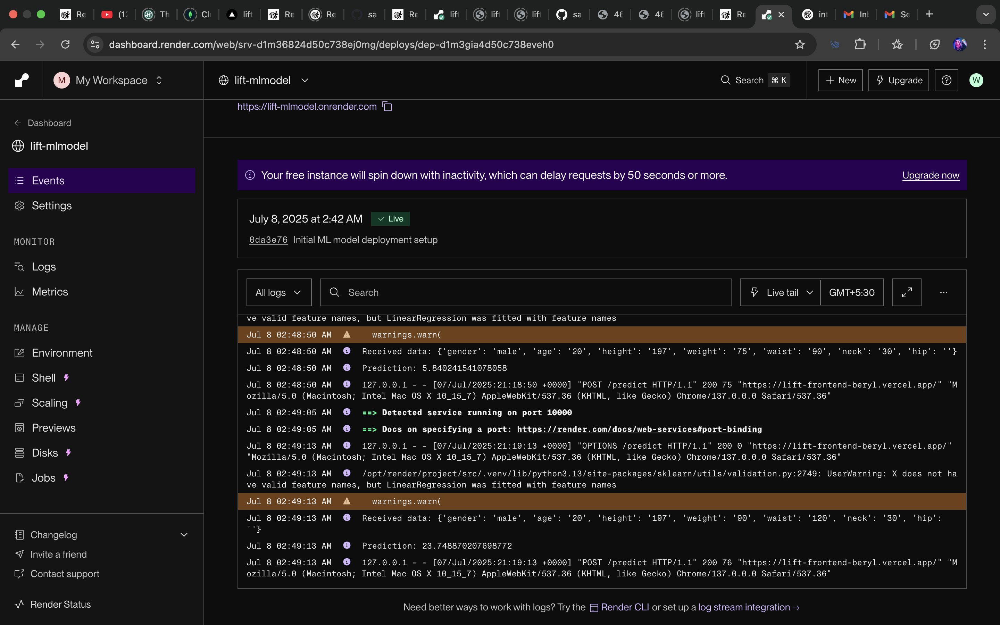 Re
(12
Th
Cl
lift
Re
Re
sa
Re
lift
lift
lift
sa
46
46
lift
Re
int
In
Se
dashboard.render.com/web/srv-d1m36824d50c738ej0mg/deploys/dep-d1m3gia4d50c738eveh0
M My Workspace
lift-mlmodel
Search ⌘ K
+ New
Upgrade
W
https://lift-mlmodel.onrender.com
← Dashboard
lift-mlmodel
Events
Settings
MONITOR
Logs
Metrics
MANAGE
Environment
Shell
Scaling
Previews
Disks
Jobs
Changelog
Invite a friend
Contact support
Render Status
Your free instance will spin down with inactivity, which can delay requests by 50 seconds or more. Upgrade now
July 8, 2025 at 2:42 AM ✓ Live
0da3e76 Initial ML model deployment setup
All logs Search Live tail GMT+5:30 ...
ve valid feature names, but LinearRegression was fitted with feature names
Jul 8 02:48:50 AM warnings.warn(
Jul 8 02:48:50 AM Received data: {'gender': 'male', 'age': '20', 'height': '197', 'weight': '75', 'waist': '90', 'neck': '30', 'hip': ''}
Jul 8 02:48:50 AM Prediction: 5.840241541078058
Jul 8 02:48:50 AM 127.0.0.1 - - [07/Jul/2025:21:18:50 +0000] "POST /predict HTTP/1.1" 200 75 "https://lift-frontend-beryl.vercel.app/" "M
ozilla/5.0 (Macintosh; Intel Mac OS X 10_15_7) AppleWebKit/537.36 (KHTML, like Gecko) Chrome/137.0.0.0 Safari/537.36"
Jul 8 02:49:05 AM ==> Detected service running on port 10000
Jul 8 02:49:05 AM ==> Docs on specifying a port: https://render.com/docs/web-services#port-binding
Jul 8 02:49:13 AM 127.0.0.1 - - [07/Jul/2025:21:19:13 +0000] "OPTIONS /predict HTTP/1.1" 200 0 "https://lift-frontend-beryl.vercel.app/"
"Mozilla/5.0 (Macintosh; Intel Mac OS X 10_15_7) AppleWebKit/537.36 (KHTML, like Gecko) Chrome/137.0.0.0 Safari/537.36"
Jul 8 02:49:13 AM /opt/render/project/src/.venv/lib/python3.13/site-packages/sklearn/utils/validation.py:2749: UserWarning: X does not ha
ve valid feature names, but LinearRegression was fitted with feature names
Jul 8 02:49:13 AM warnings.warn(
Jul 8 02:49:13 AM Received data: {'gender': 'male', 'age': '20', 'height': '197', 'weight': '90', 'waist': '120', 'neck': '30', 'hip':
''}
Jul 8 02:49:13 AM Prediction: 23.748870207698772
Jul 8 02:49:13 AM 127.0.0.1 - - [07/Jul/2025:21:19:13 +0000] "POST /predict HTTP/1.1" 200 76 "https://lift-frontend-beryl.vercel.app/" "M
ozilla/5.0 (Macintosh; Intel Mac OS X 10_15_7) AppleWebKit/537.36 (KHTML, like Gecko) Chrome/137.0.0.0 Safari/537.36"
Need better ways to work with logs? Try the Render CLI or set up a log stream integration →